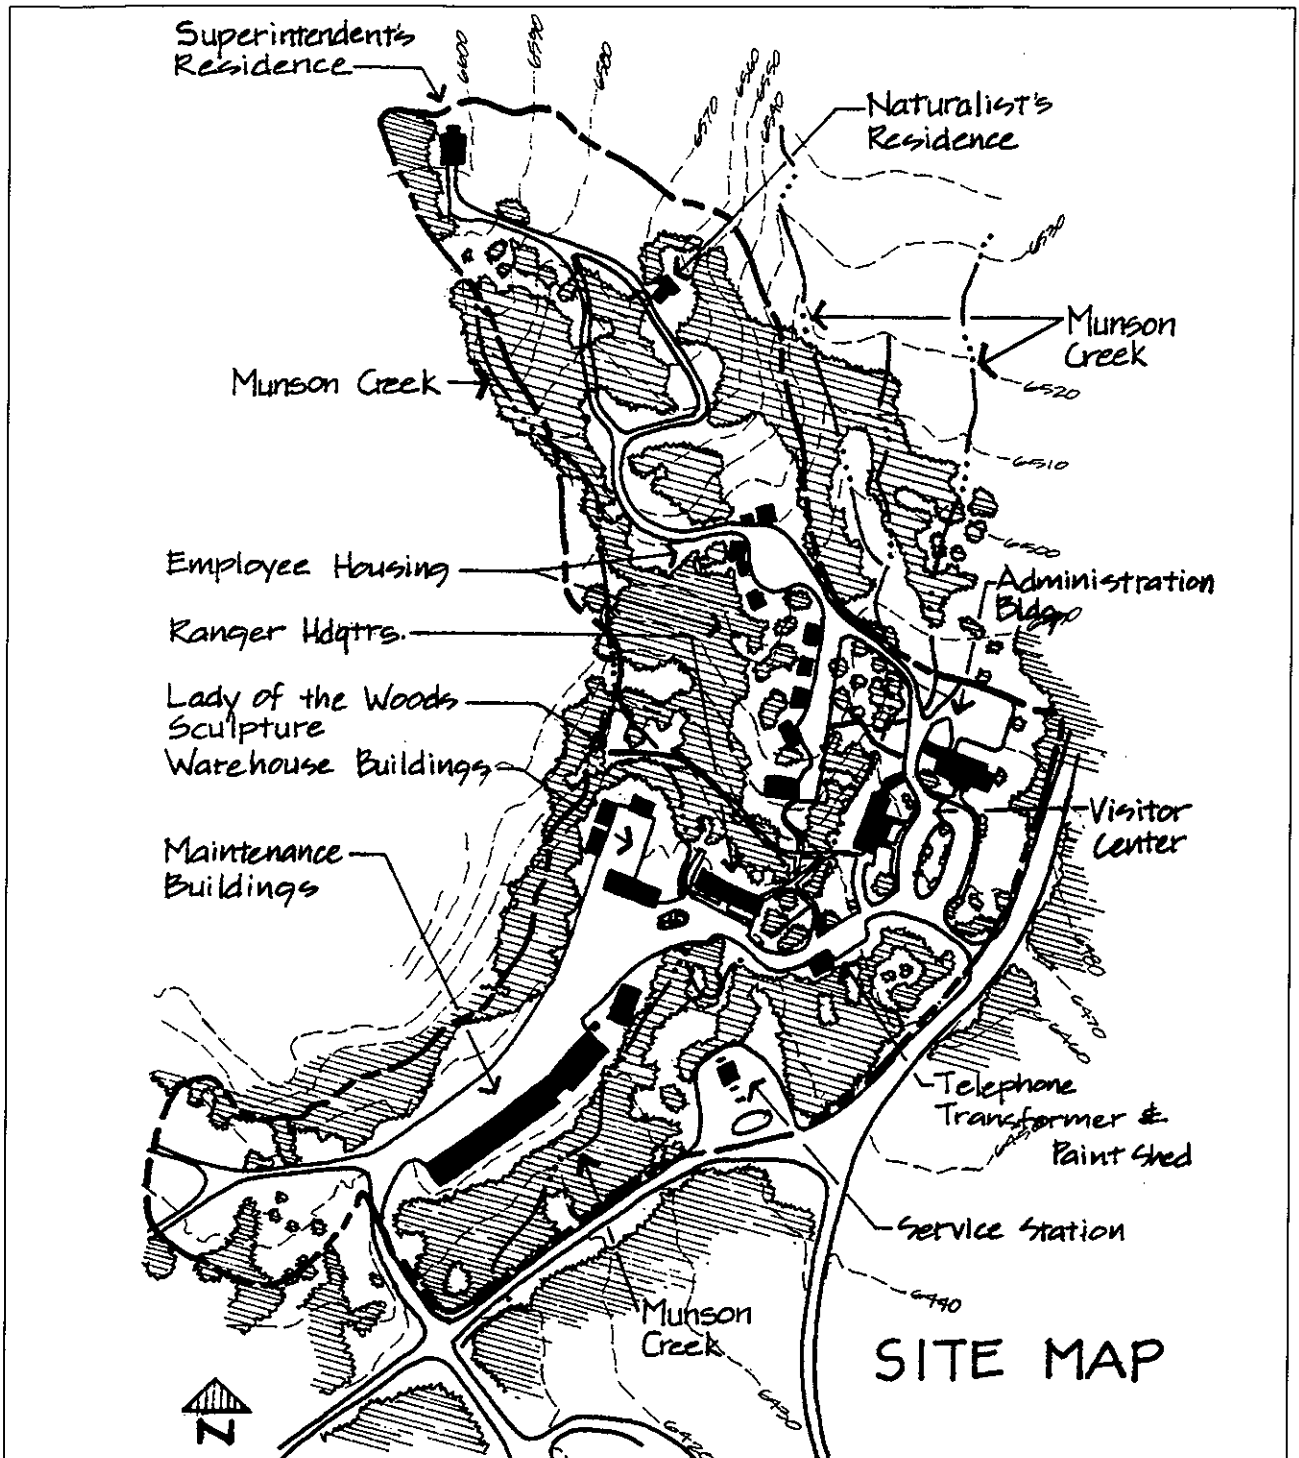 Superintendent's
Residence
6600
6590
6580
6570
6560
6550
6540
Naturalist's
Residence
6530
Munson
Creek
Munson Creek
6520
6510
6500
Employee Housing
Administration
Bldg.
Ranger Hdqtrs.
Lady of the Woods
Sculpture
Warehouse Buildings
Visitor
Center
Maintenance
Buildings
6480
6470
6460
Telephone
Transformer &
Paint Shed
6450
Service Station
6440
Munson
Creek
SITE MAP
6430
6420
N